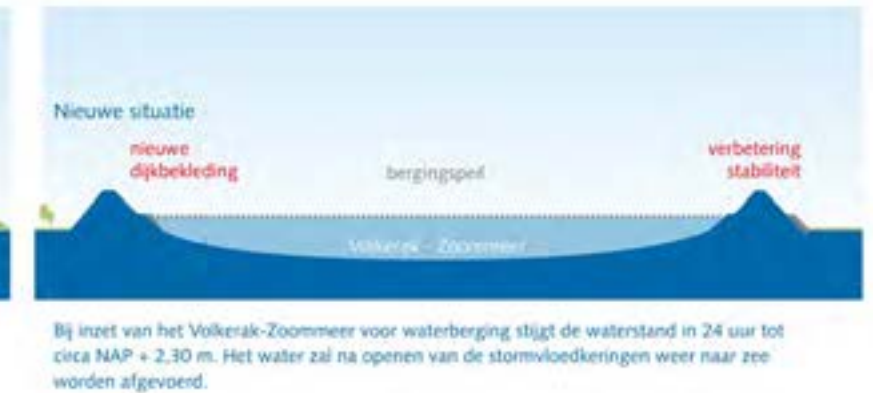 Nieuwe situatie
nieuwe
dijkbekleding
bergingspeil
verbetering
stabiliteit
Volkerak - Zoommeer
Bij inzet van het Volkerak-Zoommeer voor waterberging stijgt de waterstand in 24 uur tot
circa NAP + 2,30 m. Het water zal na openen van de stormvloedkeringen weer naar zee
worden afgevoerd.